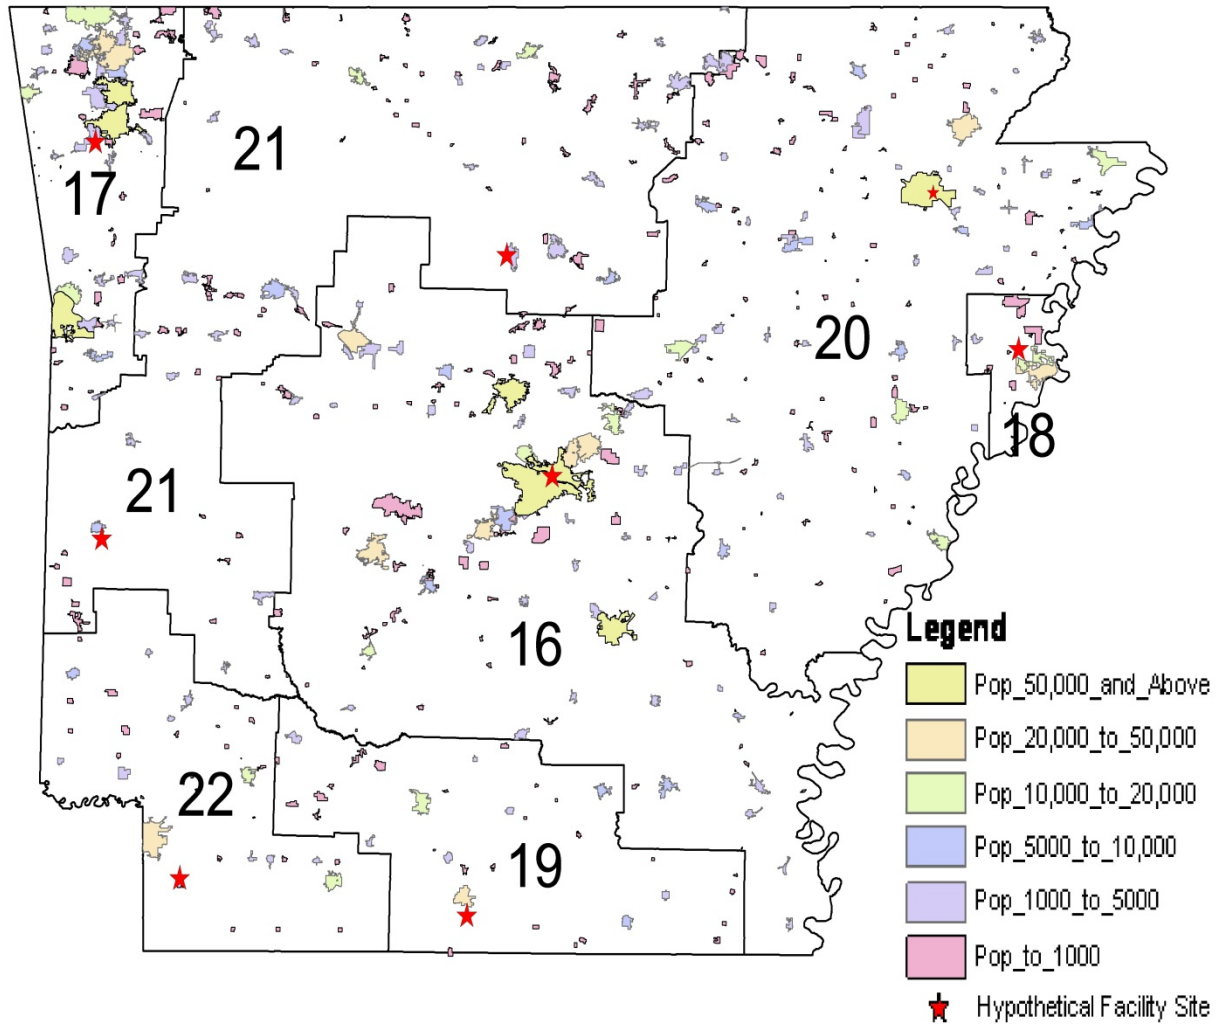 21
17
20
18
21
16
22
19
Legend
Pop_50,000_and_Above
Pop_20,000_to_50,000
Pop_10,000_to_20,000
Pop_5000_to_10,000
Pop_1000_to_5000
Pop_to_1000
Hypothetical Facility Site